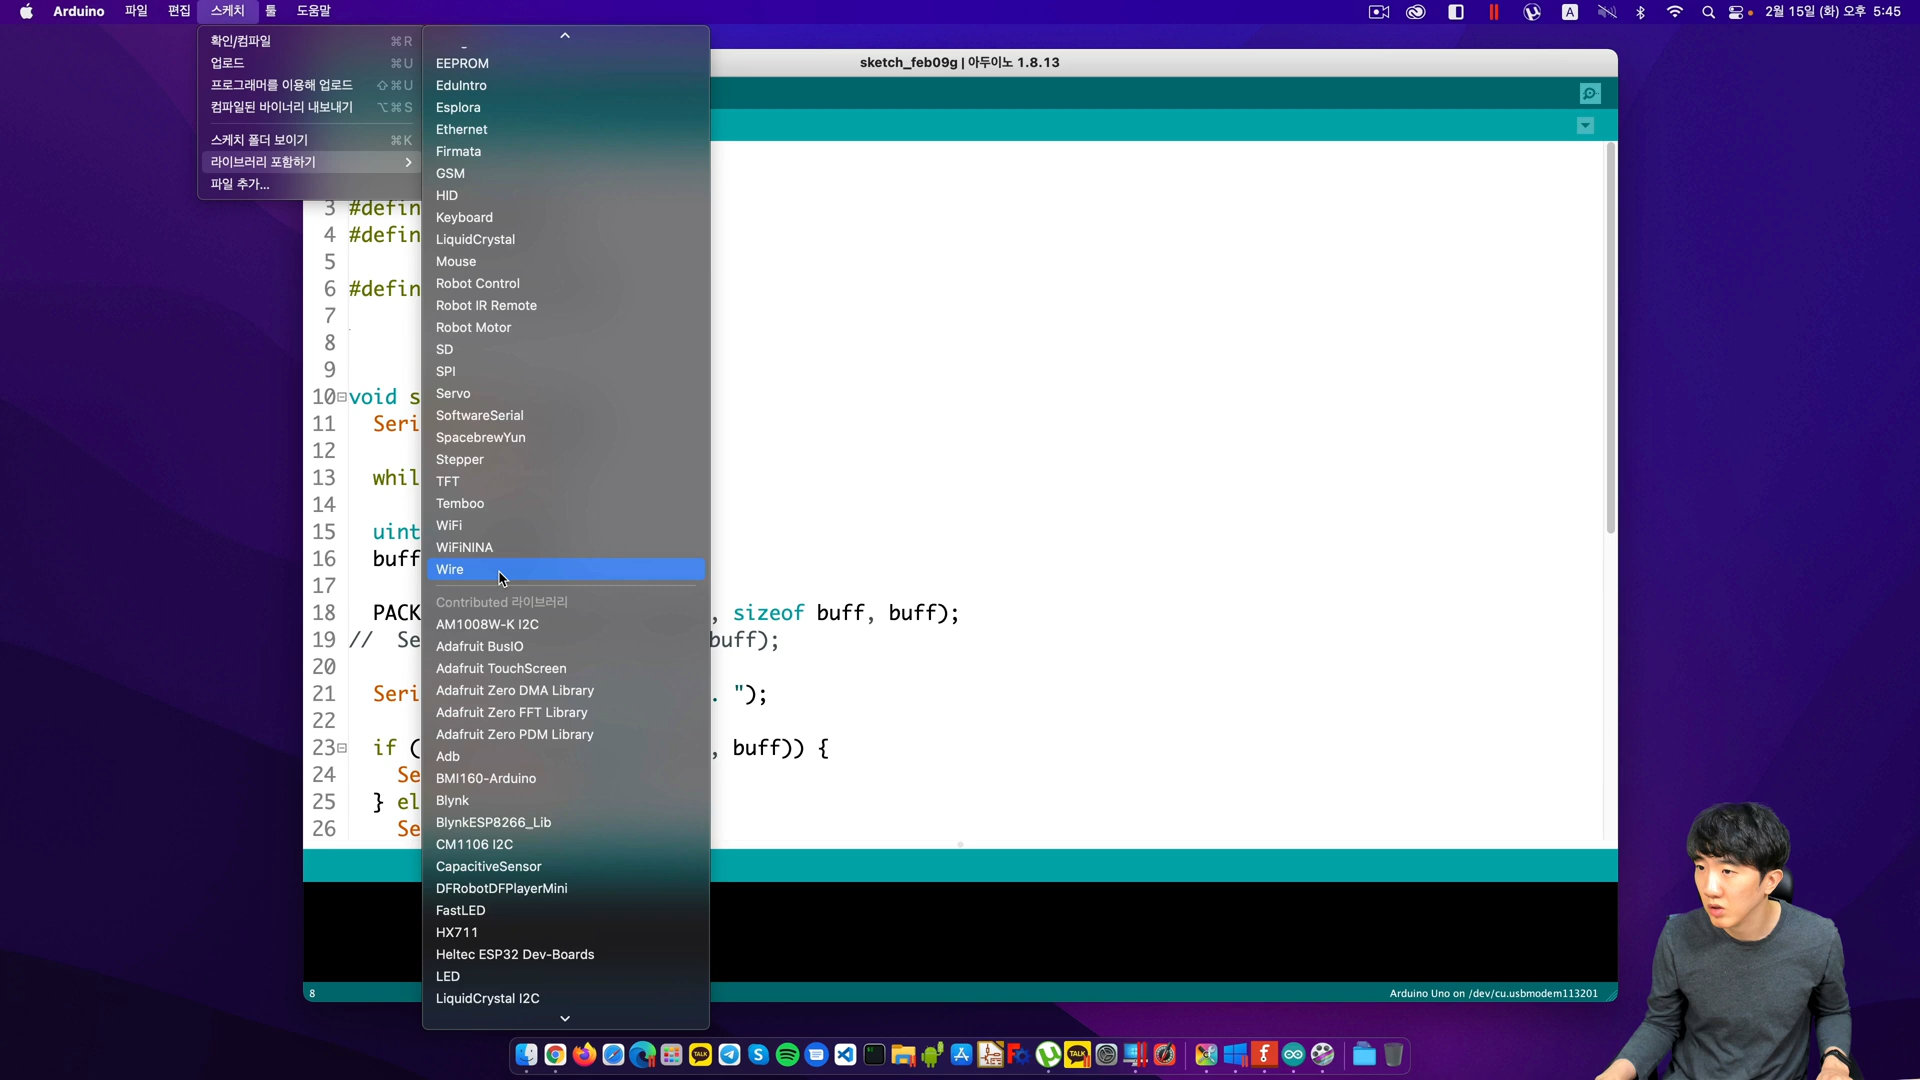 Arduino 파일 편집 스케치 툴 도움말
A 2월 15일 (화) 오후 5:45
확인/컴파일 ⌘R
업로드 ⌘U
프로그래머를 이용해 업로드 ⇧⌘U
컴파일된 바이너리 내보내기 ⌥⌘S
스케치 폴더 보이기 ⌘K
라이브러리 포함하기
파일 추가...
EEPROM
EduIntro
Esplora
Ethernet
Firmata
GSM
HID
Keyboard
LiquidCrystal
Mouse
Robot Control
Robot IR Remote
Robot Motor
SD
SPI
Servo
SoftwareSerial
SpacebrewYun
Stepper
TFT
Temboo
WiFi
WiFiNINA
Wire
Contributed 라이브러리
AM1008W-K I2C
Adafruit BusIO
Adafruit TouchScreen
Adafruit Zero DMA Library
Adafruit Zero FFT Library
Adafruit Zero PDM Library
Adb
BMI160-Arduino
Blynk
BlynkESP8266_Lib
CM1106 I2C
CapacitiveSensor
DFRobotDFPlayerMini
FastLED
HX711
Heltec ESP32 Dev-Boards
LED
LiquidCrystal I2C
sketch_feb09g | 아두이노 1.8.13
3 #defin
4 #defin
5
6 #defin
7
8
9
10 void s
11 Seri
12
13 whil
14
15 uint
16 buff
17
18 PACK , sizeof buff, buff);
19 // Se buff);
20
21 Seri . ");
22
23 if ( , buff)) {
24 Se
25 } el
26 Se
8
Arduino Uno on /dev/cu.usbmodem113201
TALK
TALK